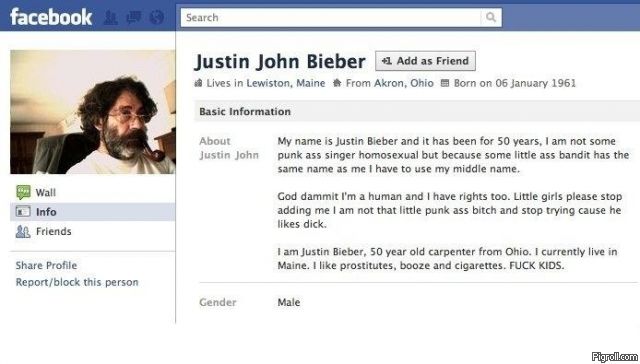 facebook
Search
Justin John Bieber +1 Add as Friend
Lives in Lewiston, Maine From Akron, Ohio Born on 06 January 1961
Basic Information
About
Justin John
My name is Justin Bieber and it has been for 50 years, I am not some
punk ass singer homosexual but because some little ass bandit has the
same name as me I have to use my middle name.
God dammit I'm a human and I have rights too. Little girls please stop
adding me I am not that little punk ass bitch and stop trying cause he
likes dick.
I am Justin Bieber, 50 year old carpenter from Ohio. I currently live in
Maine. I like prostitutes, booze and cigarettes. FUCK KIDS.
Gender Male
Wall
Info
Friends
Share Profile
Report/block this person
Pigroll.com